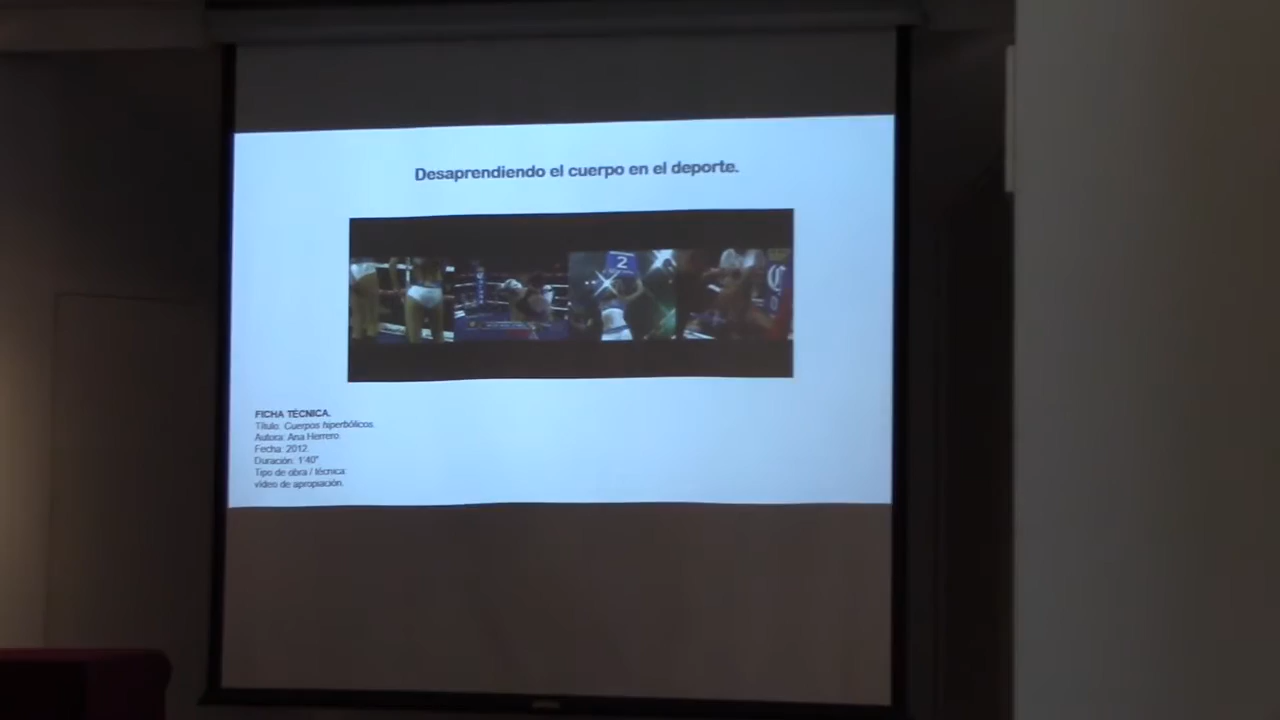 Desaprendiendo el cuerpo en el deporte.
2
FICHA TÉCNICA.
Título: Cuerpos hiperbólicos.
Autora: Ana Herrero.
Fecha: 2012.
Duración: 1'40"
Tipo de obra / técnica:
vídeo de apropiación.